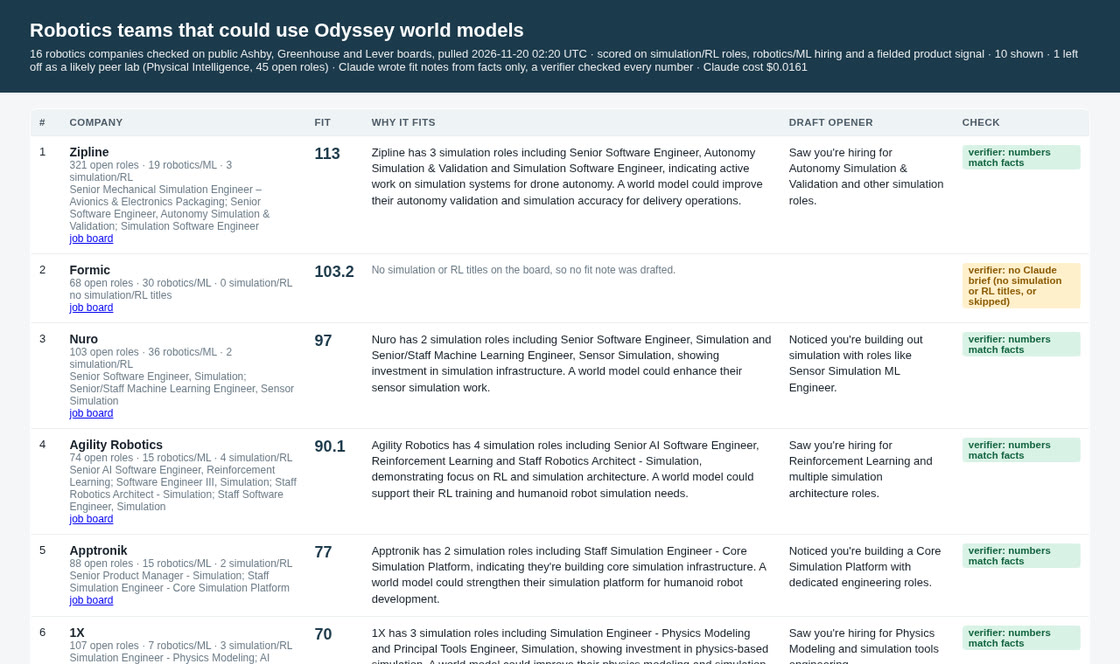 Robotics teams that could use Odyssey world models
16 robotics companies checked on public Ashby, Greenhouse and Lever boards, pulled 2026-11-20 02:20 UTC · scored on simulation/RL roles, robotics/ML hiring and a fielded product signal · 10 shown · 1 left
off as a likely peer lab (Physical Intelligence, 45 open roles) · Claude wrote fit notes from facts only, a verifier checked every number · Claude cost $0.0161
# COMPANY FIT WHY IT FITS DRAFT OPENER CHECK
1
Zipline
321 open roles · 19 robotics/ML · 3
simulation/RL
Senior Mechanical Simulation Engineer –
Avionics & Electronics Packaging; Senior
Software Engineer, Autonomy Simulation &
Validation; Simulation Software Engineer
job board
113
Zipline has 3 simulation roles including Senior Software Engineer, Autonomy
Simulation & Validation and Simulation Software Engineer, indicating active
work on simulation systems for drone autonomy. A world model could improve
their autonomy validation and simulation accuracy for delivery operations.
Saw you're hiring for
Autonomy Simulation &
Validation and other simulation
roles.
verifier: numbers
match facts
2
Formic
68 open roles · 30 robotics/ML · 0 simulation/RL
no simulation/RL titles
job board
103.2
No simulation or RL titles on the board, so no fit note was drafted.
verifier: no Claude
brief (no simulation
or RL titles, or
skipped)
3
Nuro
103 open roles · 36 robotics/ML · 2
simulation/RL
Senior Software Engineer, Simulation;
Senior/Staff Machine Learning Engineer, Sensor
Simulation
job board
97
Nuro has 2 simulation roles including Senior Software Engineer, Simulation and
Senior/Staff Machine Learning Engineer, Sensor Simulation, showing
investment in simulation infrastructure. A world model could enhance their
sensor simulation work.
Noticed you're building out
simulation with roles like
Sensor Simulation ML
Engineer.
verifier: numbers
match facts
4
Agility Robotics
74 open roles · 15 robotics/ML · 4 simulation/RL
Senior AI Software Engineer, Reinforcement
Learning; Software Engineer III, Simulation; Staff
Robotics Architect - Simulation; Staff Software
Engineer, Simulation
job board
90.1
Agility Robotics has 4 simulation roles including Senior AI Software Engineer,
Reinforcement Learning and Staff Robotics Architect - Simulation,
demonstrating focus on RL and simulation architecture. A world model could
support their RL training and humanoid robot simulation needs.
Saw you're hiring for
Reinforcement Learning and
multiple simulation
architecture roles.
verifier: numbers
match facts
5
Apptronik
88 open roles · 15 robotics/ML · 2 simulation/RL
Senior Product Manager - Simulation; Staff
Simulation Engineer - Core Simulation Platform
job board
77
Apptronik has 2 simulation roles including Staff Simulation Engineer - Core
Simulation Platform, indicating they're building core simulation infrastructure. A
world model could strengthen their simulation platform for humanoid robot
development.
Noticed you're building a Core
Simulation Platform with
dedicated engineering roles.
verifier: numbers
match facts
6
1X
107 open roles · 7 robotics/ML · 3 simulation/RL
Simulation Engineer - Physics Modeling; AI
70
1X has 3 simulation roles including Simulation Engineer - Physics Modeling
and Principal Tools Engineer, Simulation, showing investment in physics-based
simulation. A world model could improve their physics modeling and simulation
Saw you're hiring for Physics
Modeling and simulation tools
engineering.
verifier: numbers
match facts